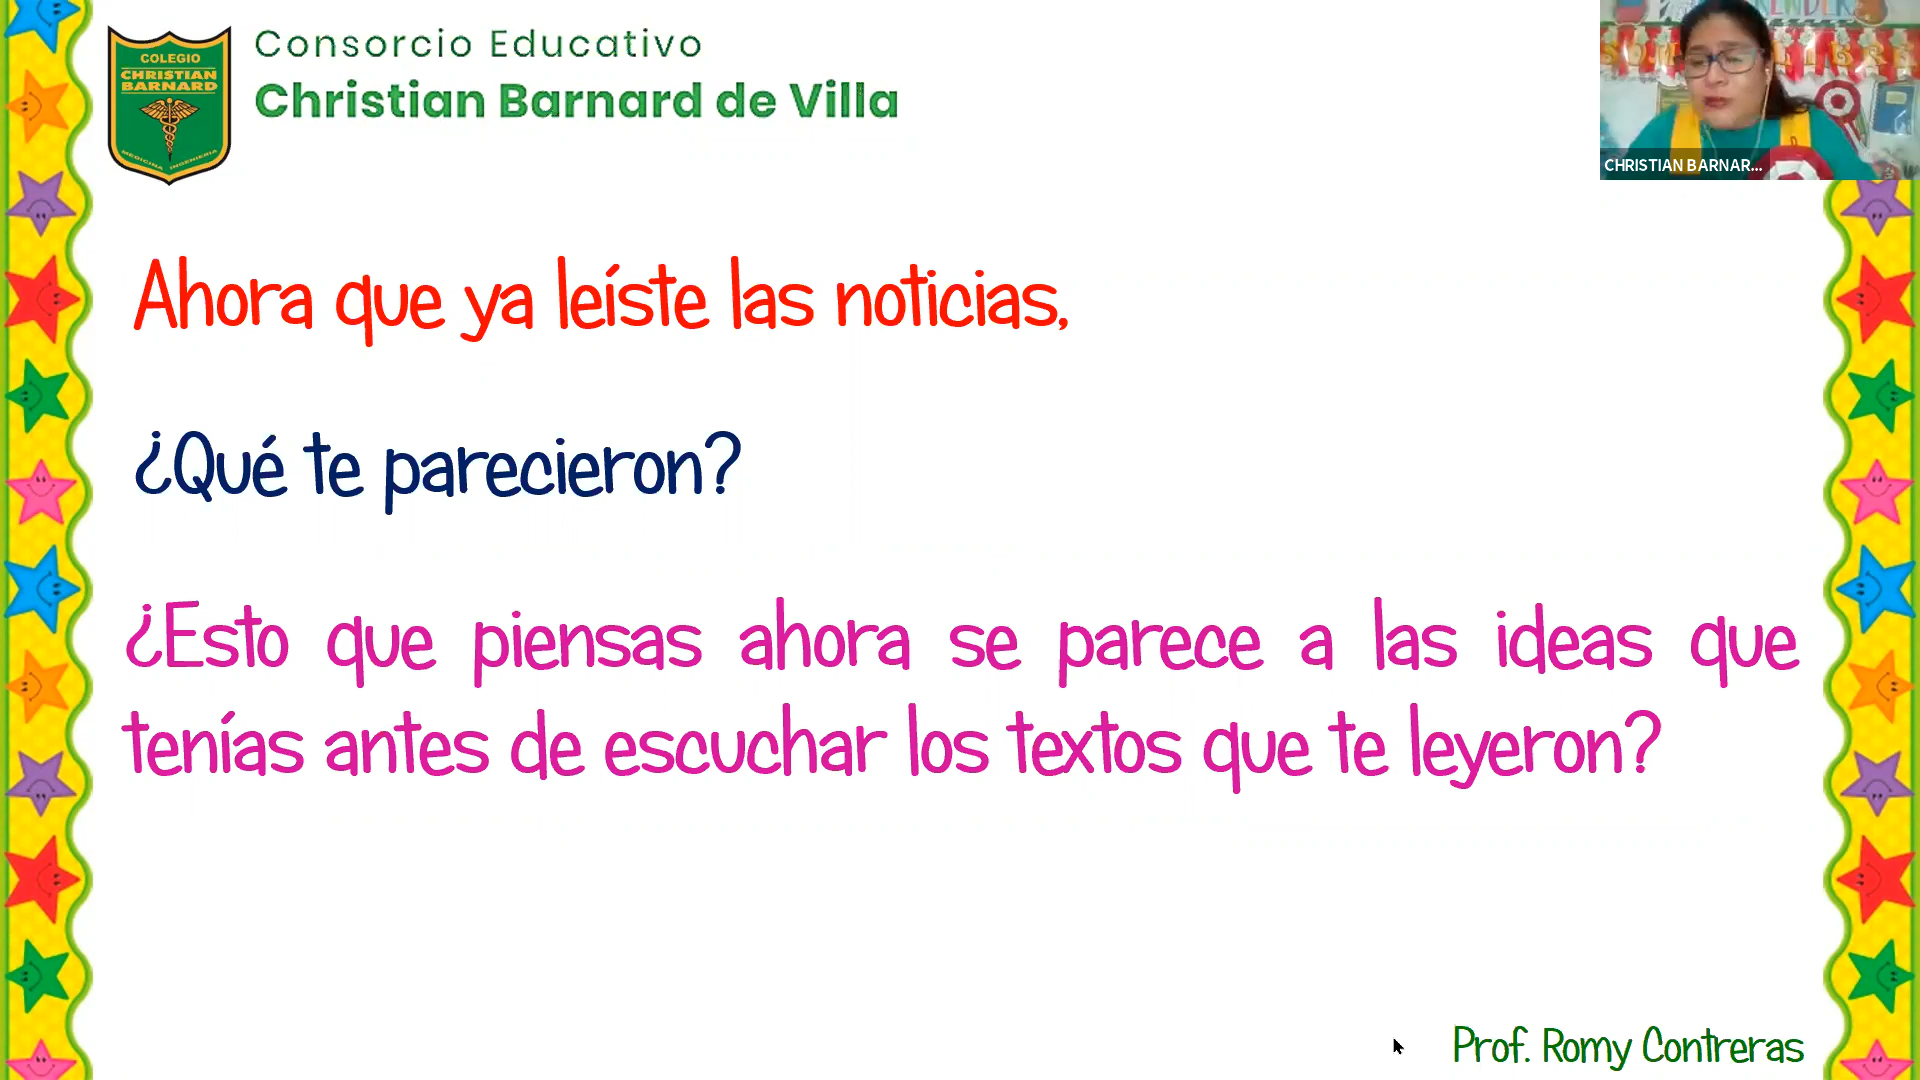 COLEGIO
CHRISTIAN
BARNARD
MEDICINA INGENIERIA
Consorcio Educativo
Christian Barnard de Villa
CHRISTIAN BARNAR...
Ahora que ya leíste las noticias,
¿Qué te parecieron?
¿Esto que piensas ahora se parece a las ideas que
tenías antes de escuchar los textos que te leyeron?
Prof. Romy Contreras